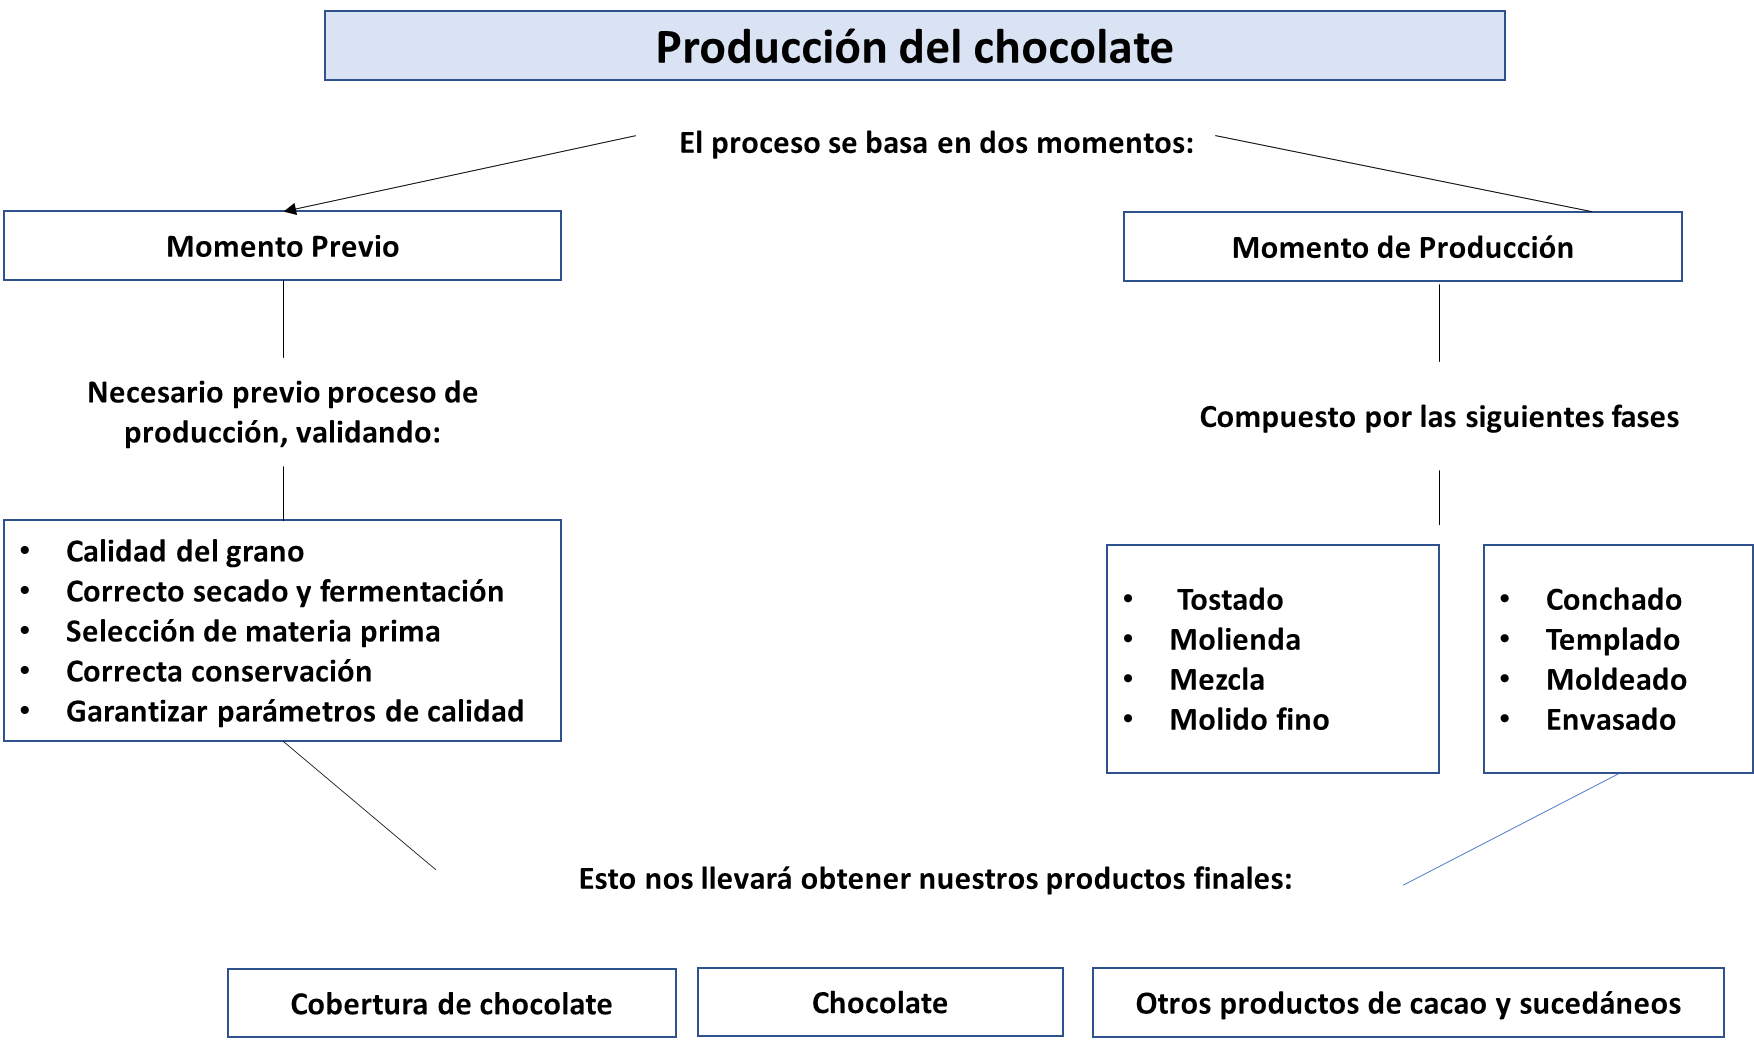 Producción del chocolate
El proceso se basa en dos momentos:
Momento Previo
Momento de Producción
Necesario previo proceso de
producción, validando:
Compuesto por las siguientes fases
• Calidad del grano
• Correcto secado y fermentación
• Selección de materia prima
• Correcta conservación
• Garantizar parámetros de calidad
• Tostado
• Molienda
• Mezcla
• Molido fino
• Conchado
• Templado
• Moldeado
• Envasado
Esto nos llevará obtener nuestros productos finales:
Cobertura de chocolate
Chocolate
Otros productos de cacao y sucedáneos